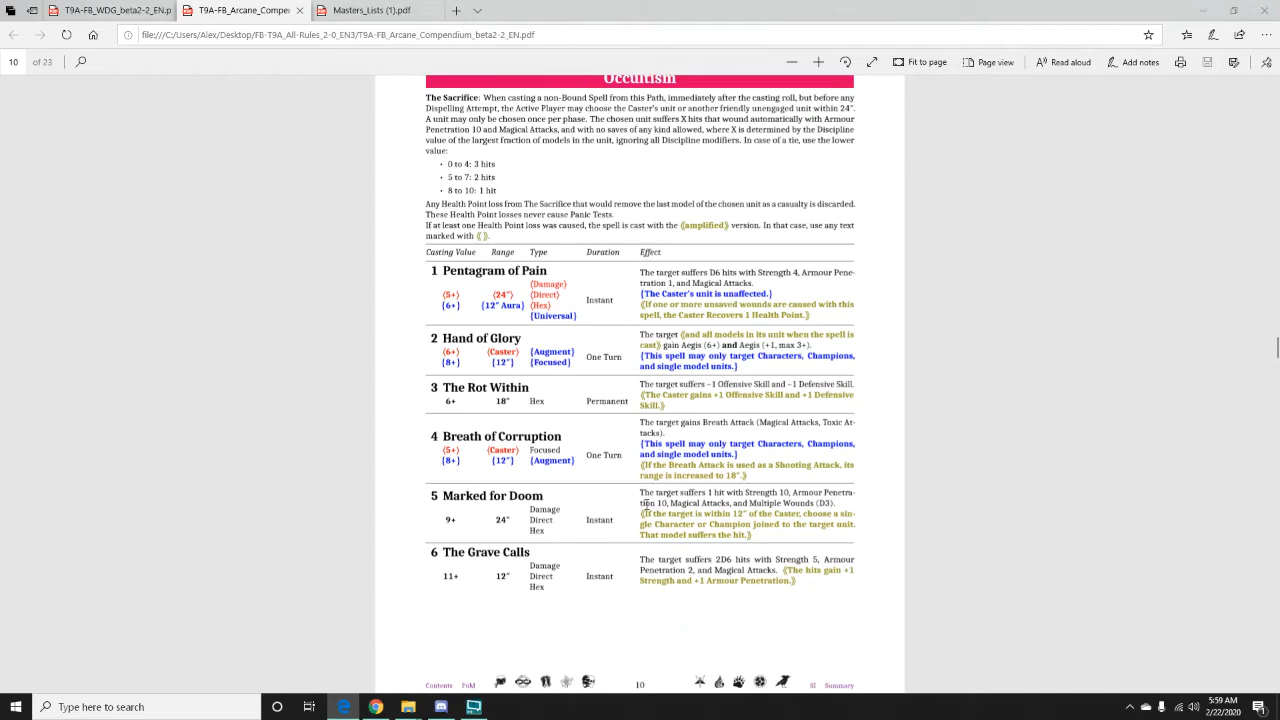 file:///C:/Users/Alex/Desktop/FB-T9A-All-Rules_2-0_EN3/T9A-FB_Arcane_Compendium_beta2-2_EN.pdf
10 of 23
Fit to page
Page view
Read aloud
Add notes
Occultism
The Sacrifice: When casting a non-Bound Spell from this Path, immediately after the casting roll, but before any
Dispelling Attempt, the Active Player may choose the Caster's unit or another friendly unengaged unit within 24″.
A unit may only be chosen once per phase. The chosen unit suffers X hits that wound automatically with Armour
Penetration 10 and Magical Attacks, and with no saves of any kind allowed, where X is determined by the Discipline
value of the largest fraction of models in the unit, ignoring all Discipline modifiers. In case of a tie, use the lower
value:
• 0 to 4: 3 hits
• 5 to 7: 2 hits
• 8 to 10: 1 hit
Any Health Point loss from The Sacrifice that would remove the last model of the chosen unit as a casualty is discarded.
These Health Point losses never cause Panic Tests.
If at least one Health Point loss was caused, the spell is cast with the ⟪amplified⟫ version. In that case, use any text
marked with ⟪ ⟫.
Casting Value Range Type Duration Effect
1 Pentagram of Pain
⟨5+⟩ ⟨24″⟩
{6+} {12″ Aura}
⟨Damage⟩
⟨Direct⟩
⟨Hex⟩
{Universal}
Instant
The target suffers D6 hits with Strength 4, Armour Pene-
tration 1, and Magical Attacks.
{The Caster's unit is unaffected.}
⟪If one or more unsaved wounds are caused with this
spell, the Caster Recovers 1 Health Point.⟫
2 Hand of Glory
⟨6+⟩ ⟨Caster⟩ {Augment}
{8+} {12″} {Focused}
One Turn
The target ⟪and all models in its unit when the spell is
cast⟫ gain Aegis (6+) and Aegis (+1, max 3+).
{This spell may only target Characters, Champions,
and single model units.}
3 The Rot Within
6+ 18″ Hex Permanent
The target suffers −1 Offensive Skill and −1 Defensive Skill.
⟪The Caster gains +1 Offensive Skill and +1 Defensive
Skill.⟫
4 Breath of Corruption
⟨5+⟩ ⟨Caster⟩ Focused
{8+} {12″} {Augment}
One Turn
The target gains Breath Attack (Magical Attacks, Toxic At-
tacks).
{This spell may only target Characters, Champions,
and single model units.}
⟪If the Breath Attack is used as a Shooting Attack, its
range is increased to 18″.⟫
5 Marked for Doom
9+ 24″
Damage
Direct
Hex
Instant
The target suffers 1 hit with Strength 10, Armour Penetra-
tion 10, Magical Attacks, and Multiple Wounds (D3).
⟪If the target is within 12″ of the Caster, choose a sin-
gle Character or Champion joined to the target unit.
That model suffers the hit.⟫
6 The Grave Calls
11+ 12″
Damage
Direct
Hex
Instant
The target suffers 2D6 hits with Strength 5, Armour
Penetration 2, and Magical Attacks. ⟪The hits gain +1
Strength and +1 Armour Penetration.⟫
Contents FoM 10 SI Summary
Type here to search
5:59 AM
2/22/2020